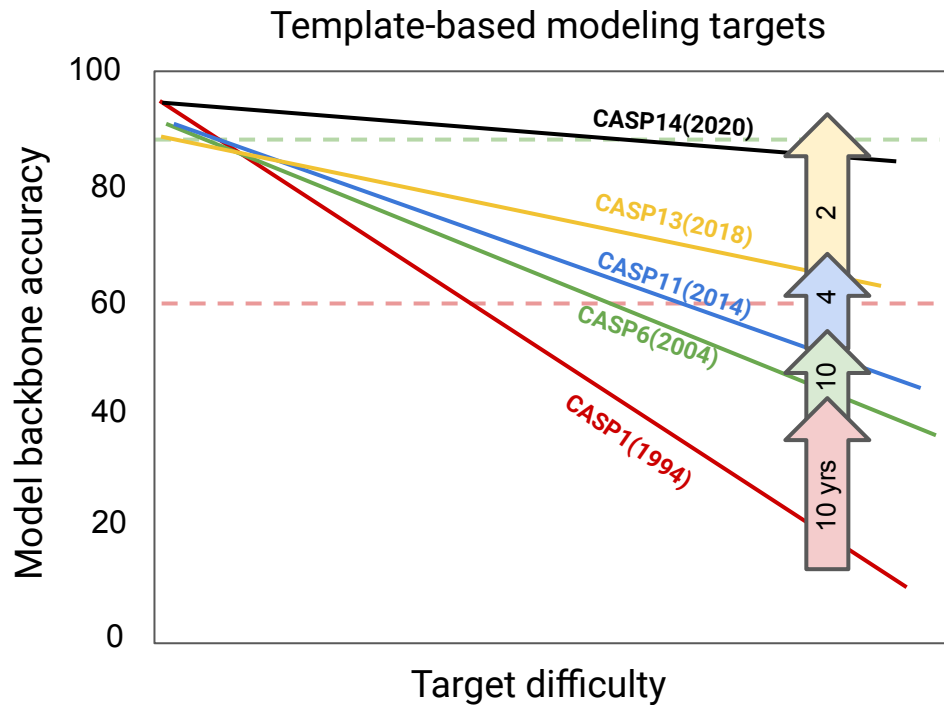 Template-based modeling targets
Model backbone accuracy
100
80
60
40
20
0
CASP14(2020)
CASP13(2018)
CASP11(2014)
CASP6(2004)
CASP1(1994)
2
4
10
10 yrs
Target difficulty